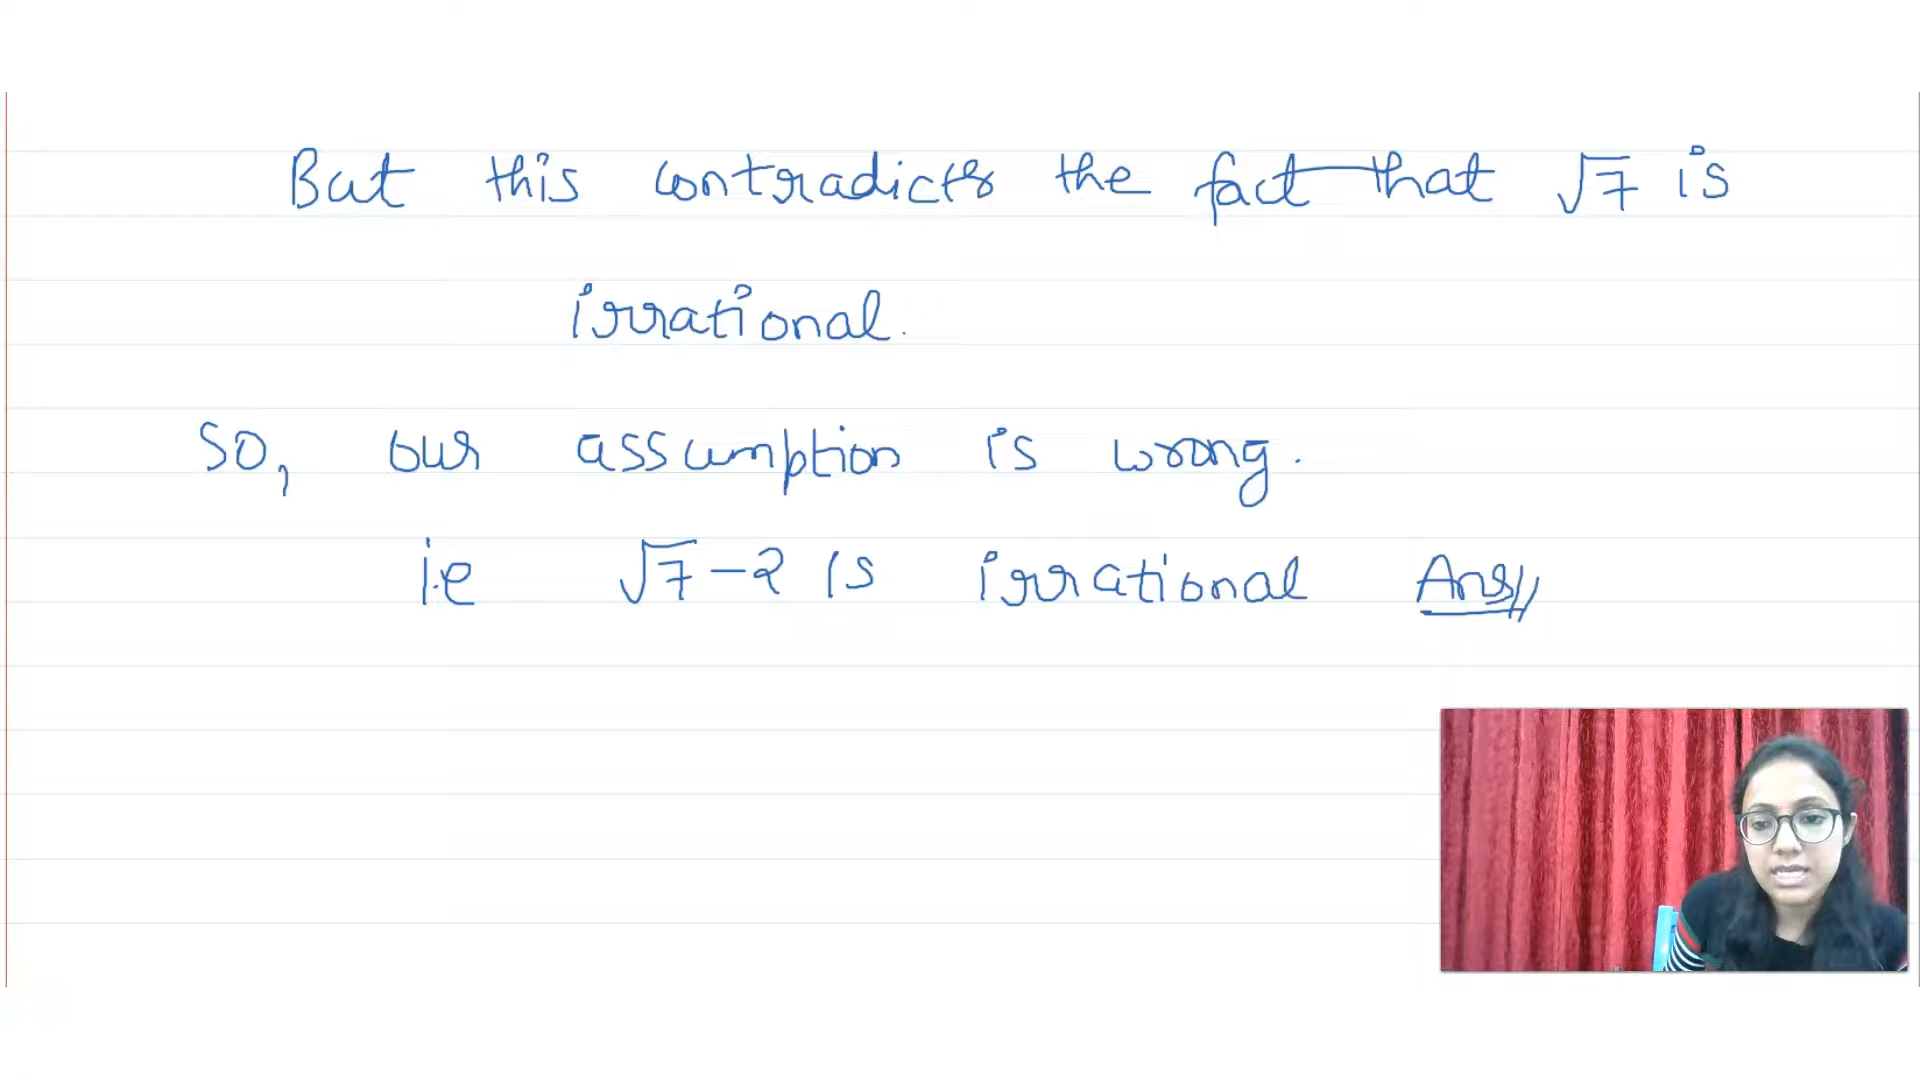 But this contradicts the fact that √7 is
irrational.
So, our assumption is wrong.
i.e √7-2 is irrational Ans//